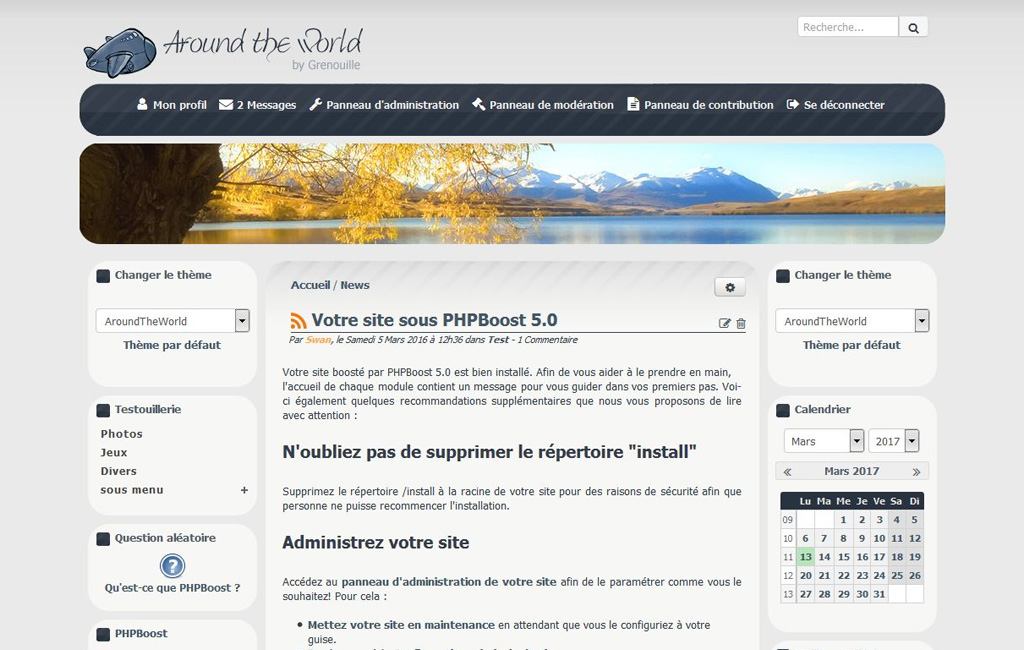 Around the World
by Grenouille
Recherche...
Mon profil 2 Messages Panneau d'administration Panneau de modération Panneau de contribution Se déconnecter
Changer le thème
AroundTheWorld
Thème par défaut
Testouillerie
Photos
Jeux
Divers
sous menu +
Question aléatoire
Qu'est-ce que PHPBoost ?
PHPBoost
Accueil / News
Votre site sous PHPBoost 5.0
Par Swan, le Samedi 5 Mars 2016 à 12h36 dans Test - 1 Commentaire
Votre site boosté par PHPBoost 5.0 est bien installé. Afin de vous aider à le prendre en main,
l'accueil de chaque module contient un message pour vous guider dans vos premiers pas. Voi-
ci également quelques recommandations supplémentaires que nous vous proposons de lire
avec attention :
N'oubliez pas de supprimer le répertoire "install"
Supprimez le répertoire /install à la racine de votre site pour des raisons de sécurité afin que
personne ne puisse recommencer l'installation.
Administrez votre site
Accédez au panneau d'administration de votre site afin de le paramétrer comme vous le
souhaitez! Pour cela :
• Mettez votre site en maintenance en attendant que vous le configuriez à votre
guise.
Changer le thème
AroundTheWorld
Thème par défaut
Calendrier
Mars 2017
« Mars 2017 »
Lu Ma Me Je Ve Sa Di
09 1 2 3 4 5
10 6 7 8 9 10 11 12
11 13 14 15 16 17 18 19
12 20 21 22 23 24 25 26
13 27 28 29 30 31